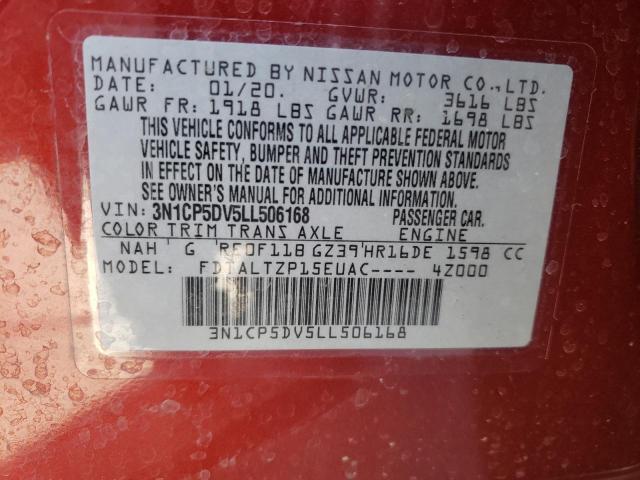 MANUFACTURED BY NISSAN MOTOR CO.,LTD.
DATE: 01/20. GVWR: 3616 LBS
GAWR FR: 1918 LBS GAWR RR: 1698 LBS
THIS VEHICLE CONFORMS TO ALL APPLICABLE FEDERAL MOTOR
VEHICLE SAFETY, BUMPER AND THEFT PREVENTION STANDARDS
IN EFFECT ON THE DATE OF MANUFACTURE SHOWN ABOVE.
SEE OWNER'S MANUAL FOR ADDITIONAL INFORMATION.
VIN: 3N1CP5DV5LL506168 PASSENGER CAR.
COLOR TRIM TRANS AXLE ENGINE
NAH G RE0F11B GZ39 HR16DE 1598 CC
FDTALTZP15EUAC---- 4Z000
3N1CP5DV5LL506168